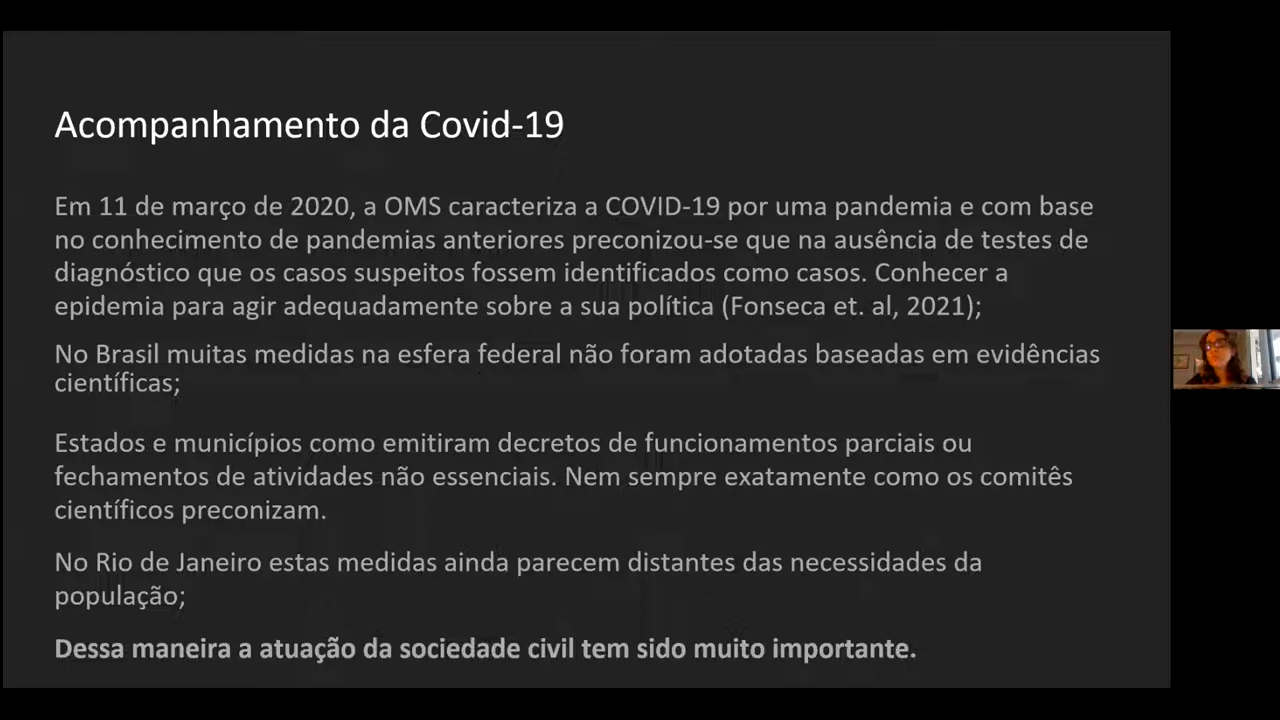 Acompanhamento da Covid-19
Em 11 de março de 2020, a OMS caracteriza a COVID-19 por uma pandemia e com base
no conhecimento de pandemias anteriores preconizou-se que na ausência de testes de
diagnóstico que os casos suspeitos fossem identificados como casos. Conhecer a
epidemia para agir adequadamente sobre a sua política (Fonseca et. al, 2021);
No Brasil muitas medidas na esfera federal não foram adotadas baseadas em evidências
científicas;
Estados e municípios como emitiram decretos de funcionamentos parciais ou
fechamentos de atividades não essenciais. Nem sempre exatamente como os comitês
científicos preconizam.
No Rio de Janeiro estas medidas ainda parecem distantes das necessidades da
população;
Dessa maneira a atuação da sociedade civil tem sido muito importante.